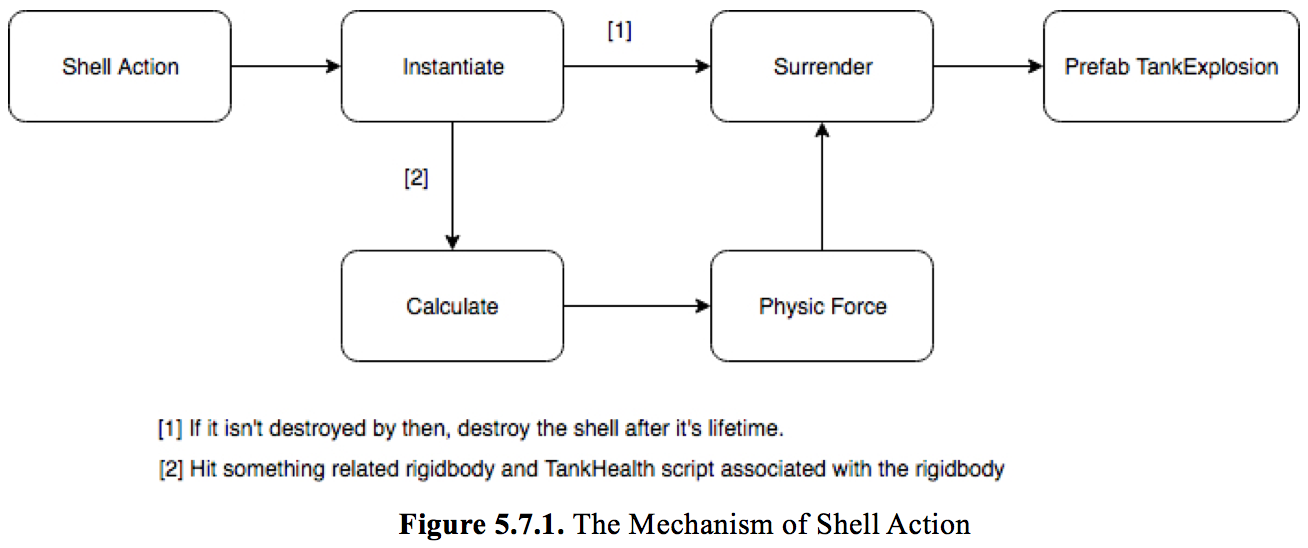 [1]
Shell Action
Instantiate
Surrender
Prefab TankExplosion
[2]
Calculate
Physic Force
[1] If it isn't destroyed by then, destroy the shell after it's lifetime.
[2] Hit something related rigidbody and TankHealth script associated with the rigidbody
Figure 5.7.1. The Mechanism of Shell Action